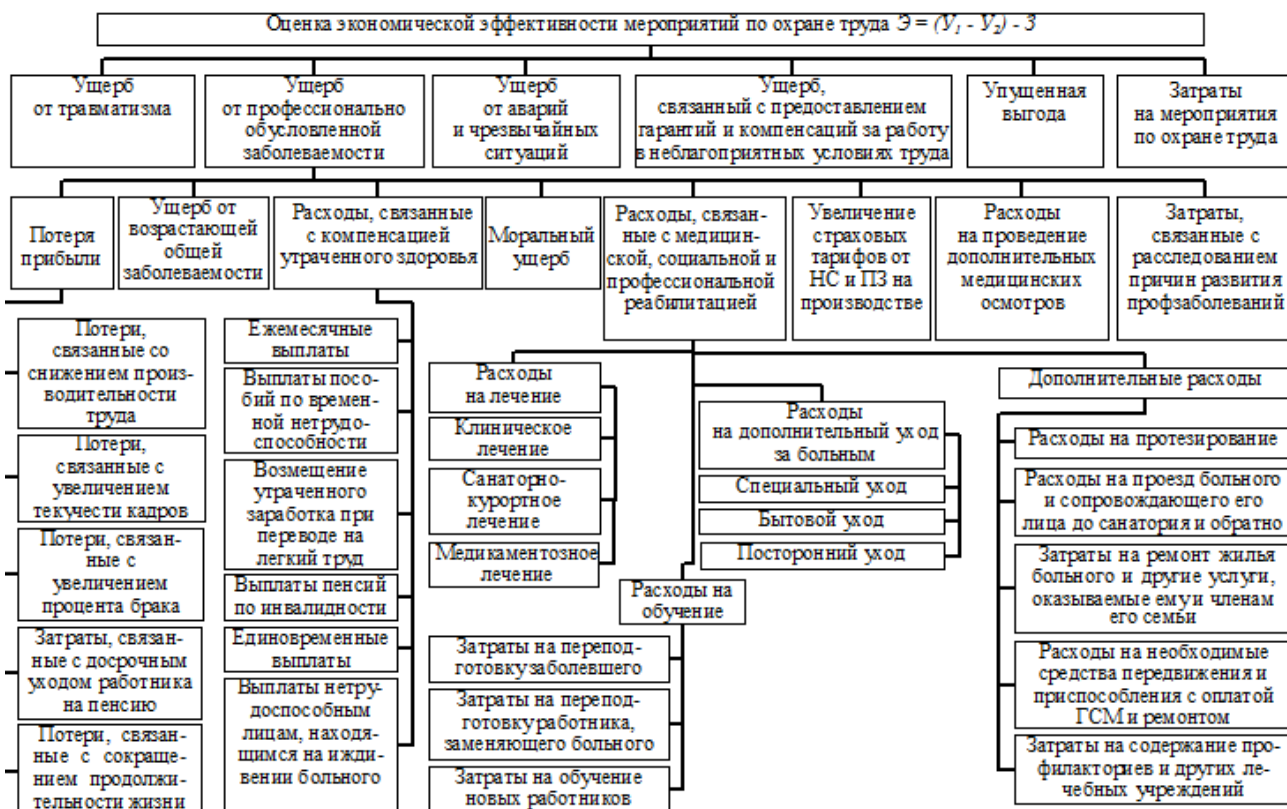 Оценка экономической эффективности мероприятий по охране труда Э = (У₁ - У₂) - З
Ущерб
от травматизма
Ущерб
от профессионально
обусловленной
заболеваемости
Ущерб
от аварий
и чрезвычайных
ситуаций
Ущерб,
связанный с предоставлением
гарантий и компенсаций за работу
в неблагоприятных условиях труда
Упущенная
выгода
Затраты
на мероприятия
по охране труда
Потеря
прибыли
Ущерб от
возрастающей
общей
заболеваемости
Расходы, связанные
с компенсацией
утраченного здоровья
Моральный
ущерб
Расходы, связан-
ные с медицин-
ской, социальной и
профессиональной
реабилитацией
Увеличение
страховых
тарифов от
НС и ПЗ на
производстве
Расходы
на проведение
дополнительных
медицинских
осмотров
Затраты,
связанные с
расследованием
причин развития
профзаболеваний
Потери,
связанные со
снижением произ-
водительности
труда
Потери,
связанные с
увеличением
текучести кадров
Потери, связан-
ные с
увеличением
процента брака
Затраты, связан-
ные с досрочным
уходом работника
на пенсию
Потери, связан-
ные с сокраще-
нием продолжи-
тельности жизни
Ежемесячные
выплаты
Выплаты посо-
бий по времен-
ной нетрудо-
способности
Возмещение
утраченного
заработка при
переводе на
легкий труд
Выплаты пенсий
по инвалидности
Единовременные
выплаты
Выплаты нетру-
доспособным
лицам, находя-
щимся на ижди-
вении больного
Расходы
на лечение
Клиническое
лечение
Санаторно-
курортное
лечение
Медикаментозное
лечение
Расходы на
обучение
Затраты на перепод-
готовку заболевшего
Затраты на перепод-
готовку работника,
заменяющего больного
Затраты на обучение
новых работников
Расходы
на дополнительный уход
за больным
Специальный уход
Бытовой уход
Посторонний уход
Дополнительные расходы
Расходы на протезирование
Расходы на проезд больного
и сопровождающего его
лица до санатория и обратно
Затраты на ремонт жилья
больного и другие услуги,
оказываемые ему и членам
его семьи
Расходы на необходимые
средства передвижения и
приспособления с оплатой
ГСМ и ремонтом
Затраты на содержание про-
филакториев и других ле-
чебных учреждений